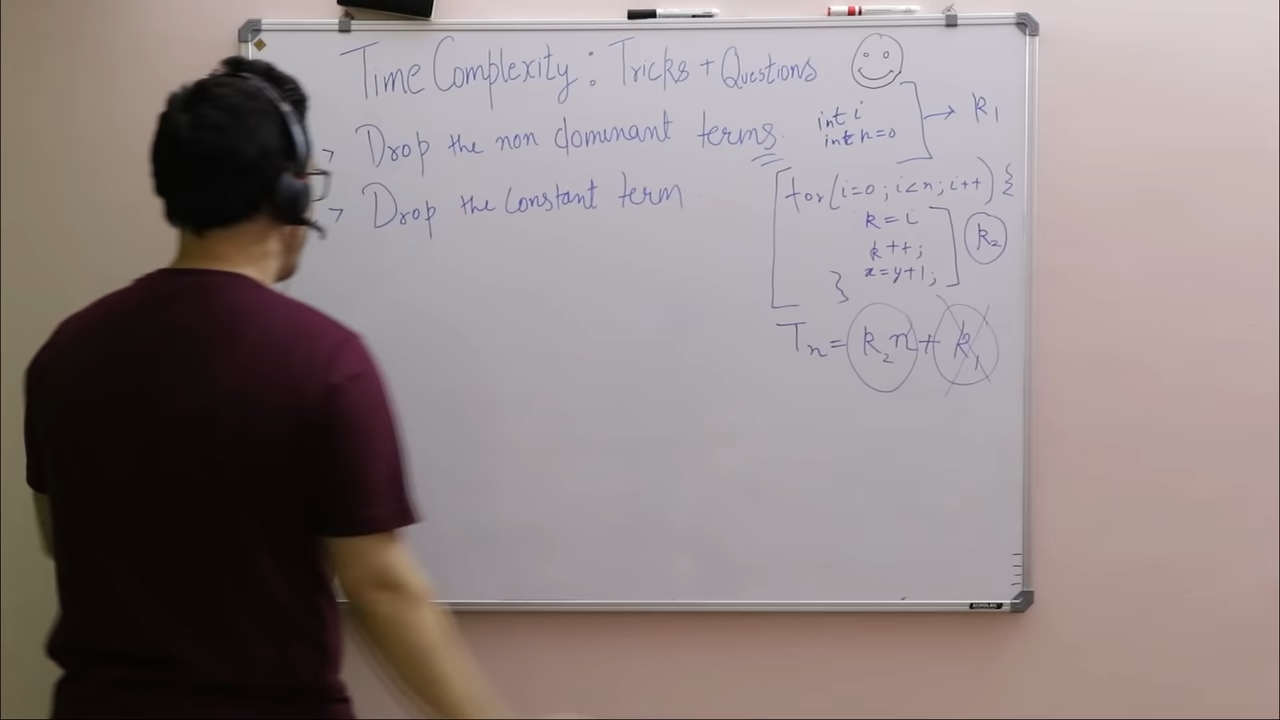 Time Complexity: Tricks + Questions
→ Drop the non dominant terms.
→ Drop the constant term
int i
int n=0
→ k₁
for(i=0; i<n; i++) {
k = i
k++;
x=y+1;
}
k₂
Tₙ = k₂n + k₁